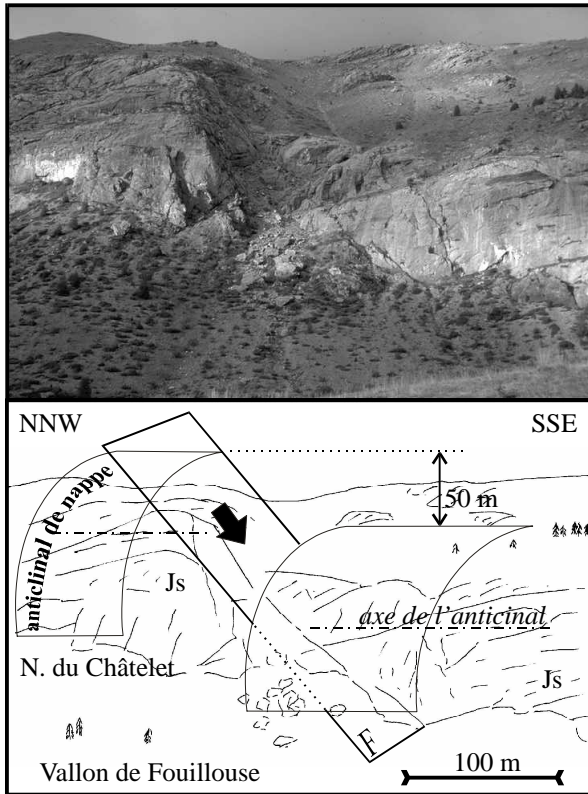 NNW
SSE
anticlinal de nappe
50 m
Js
axe de l'anticinal
N. du Châtelet
Js
F
Vallon de Fouillouse
100 m